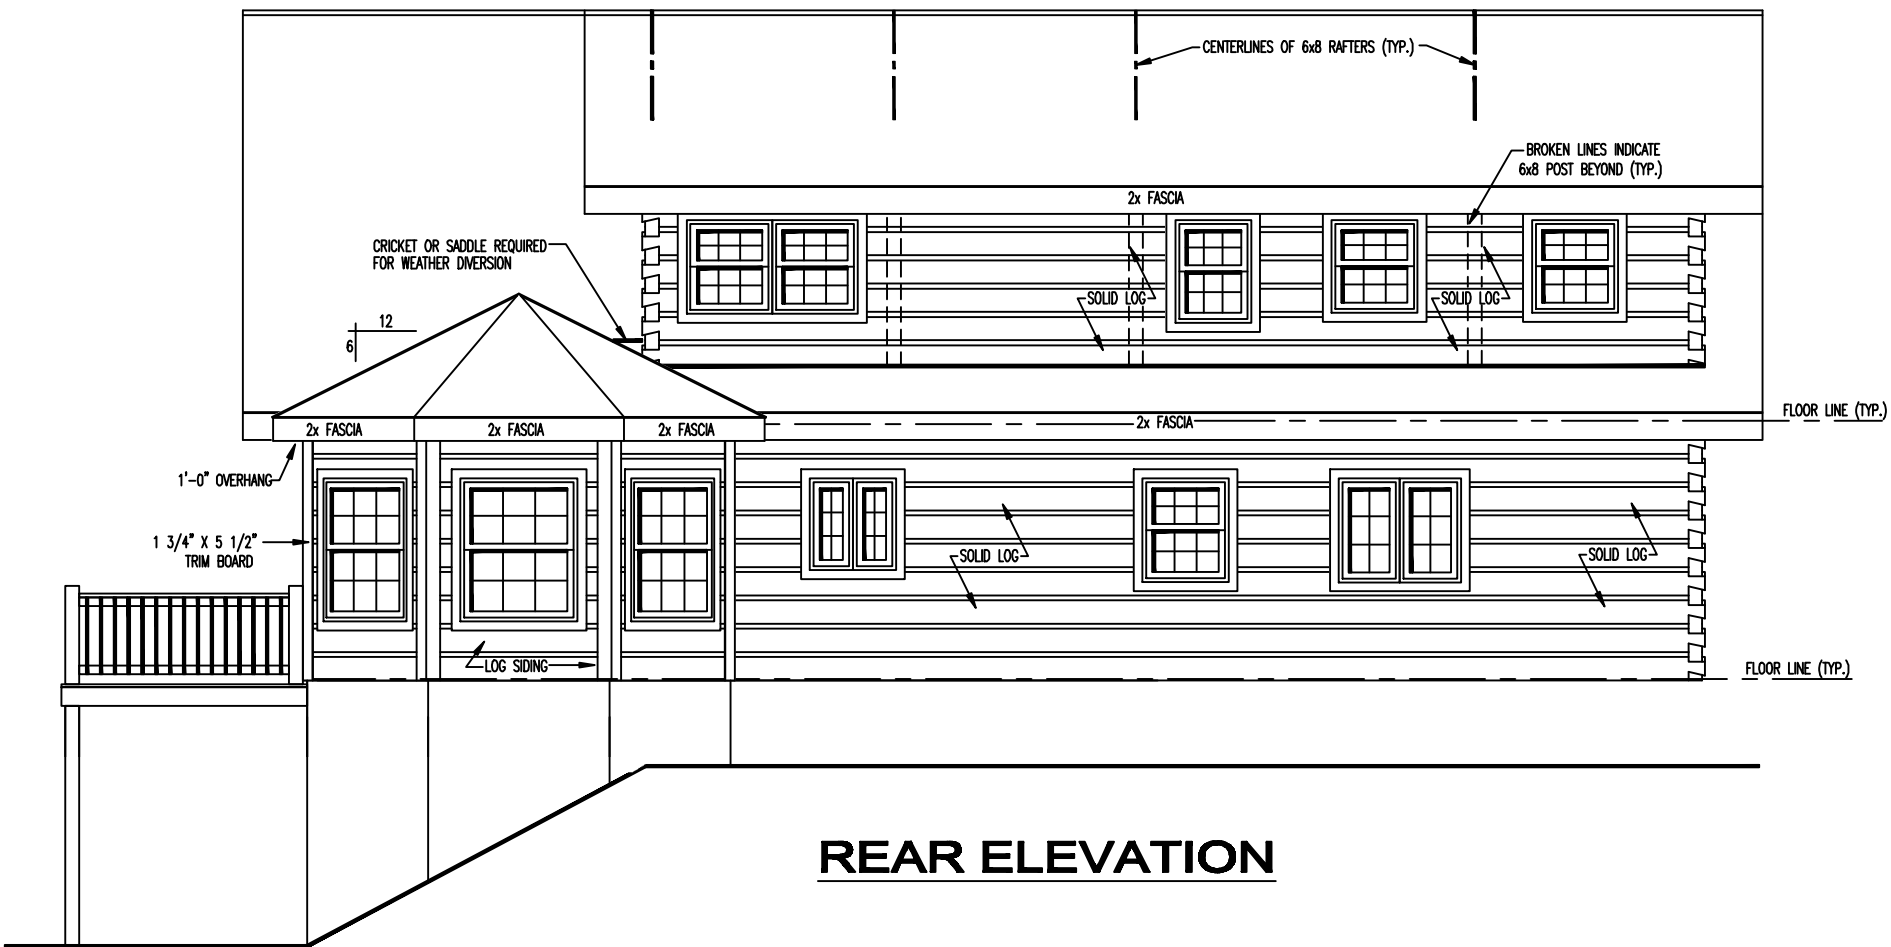 CENTERLINES OF 6x8 RAFTERS (TYP.)
BROKEN LINES INDICATE
6x8 POST BEYOND (TYP.)
2x FASCIA
CRICKET OR SADDLE REQUIRED
FOR WEATHER DIVERSION
SOLID LOG
SOLID LOG
12
6
FLOOR LINE (TYP.)
2x FASCIA
2x FASCIA
2x FASCIA
2x FASCIA
1'-0" OVERHANG
1 3/4" X 5 1/2"
TRIM BOARD
SOLID LOG
SOLID LOG
LOG SIDING
FLOOR LINE (TYP.)
REAR ELEVATION